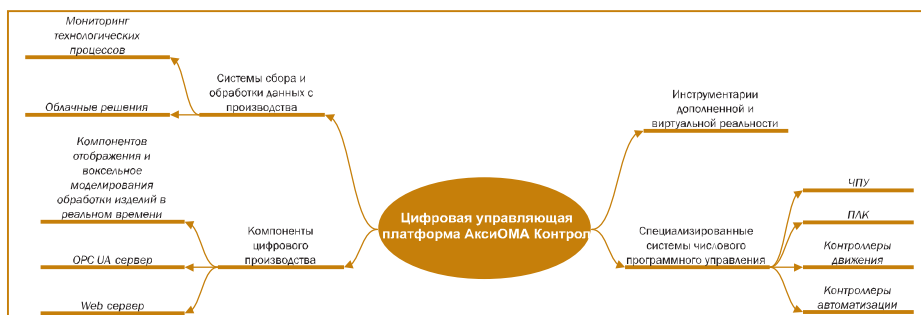 Мониторинг
технологических
процессов
Облачные решения
Системы сбора и
обработки данных с
производства
Компонентов
отображения и
воксельное
моделирования
обработки изделий в
реальном времени
OPC UA сервер
Web сервер
Компоненты
цифрового
производства
Цифровая управляющая
платформа АксиОМА Контрол
Инструментарии
дополненной и
виртуальной реальности
Специализированные
системы числового
программного управления
ЧПУ
ПЛК
Контроллеры
движения
Контроллеры
автоматизации